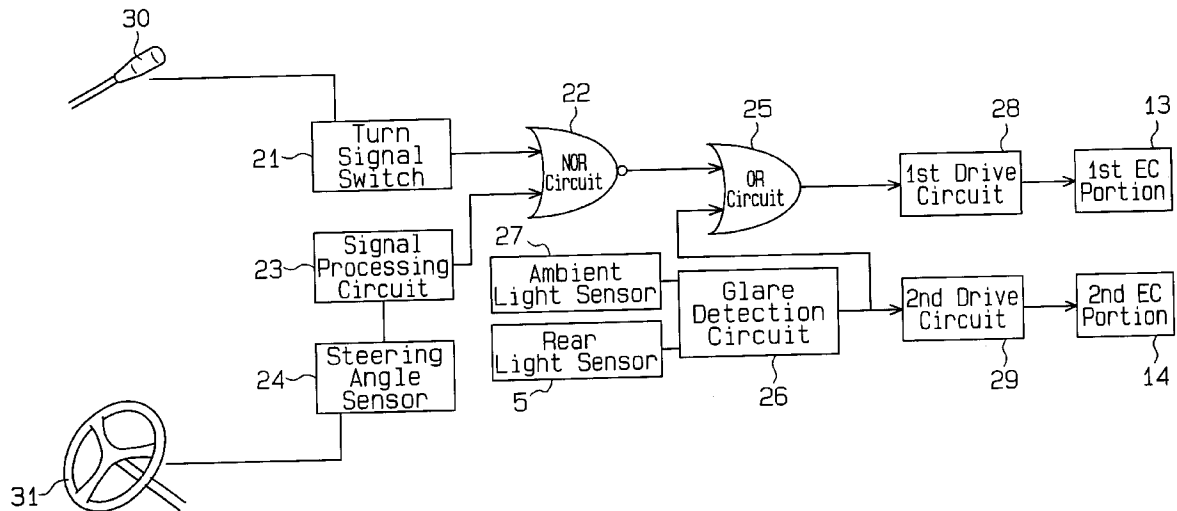 30
21
Turn
Signal
Switch
22
NOR
Circuit
25
OR
Circuit
28
1st Drive
Circuit
13
1st EC
Portion
23
Signal
Processing
Circuit
27
Ambient
Light Sensor
Rear
Light Sensor
5
Glare
Detection
Circuit
26
2nd Drive
Circuit
29
2nd EC
Portion
14
24
Steering
Angle
Sensor
31